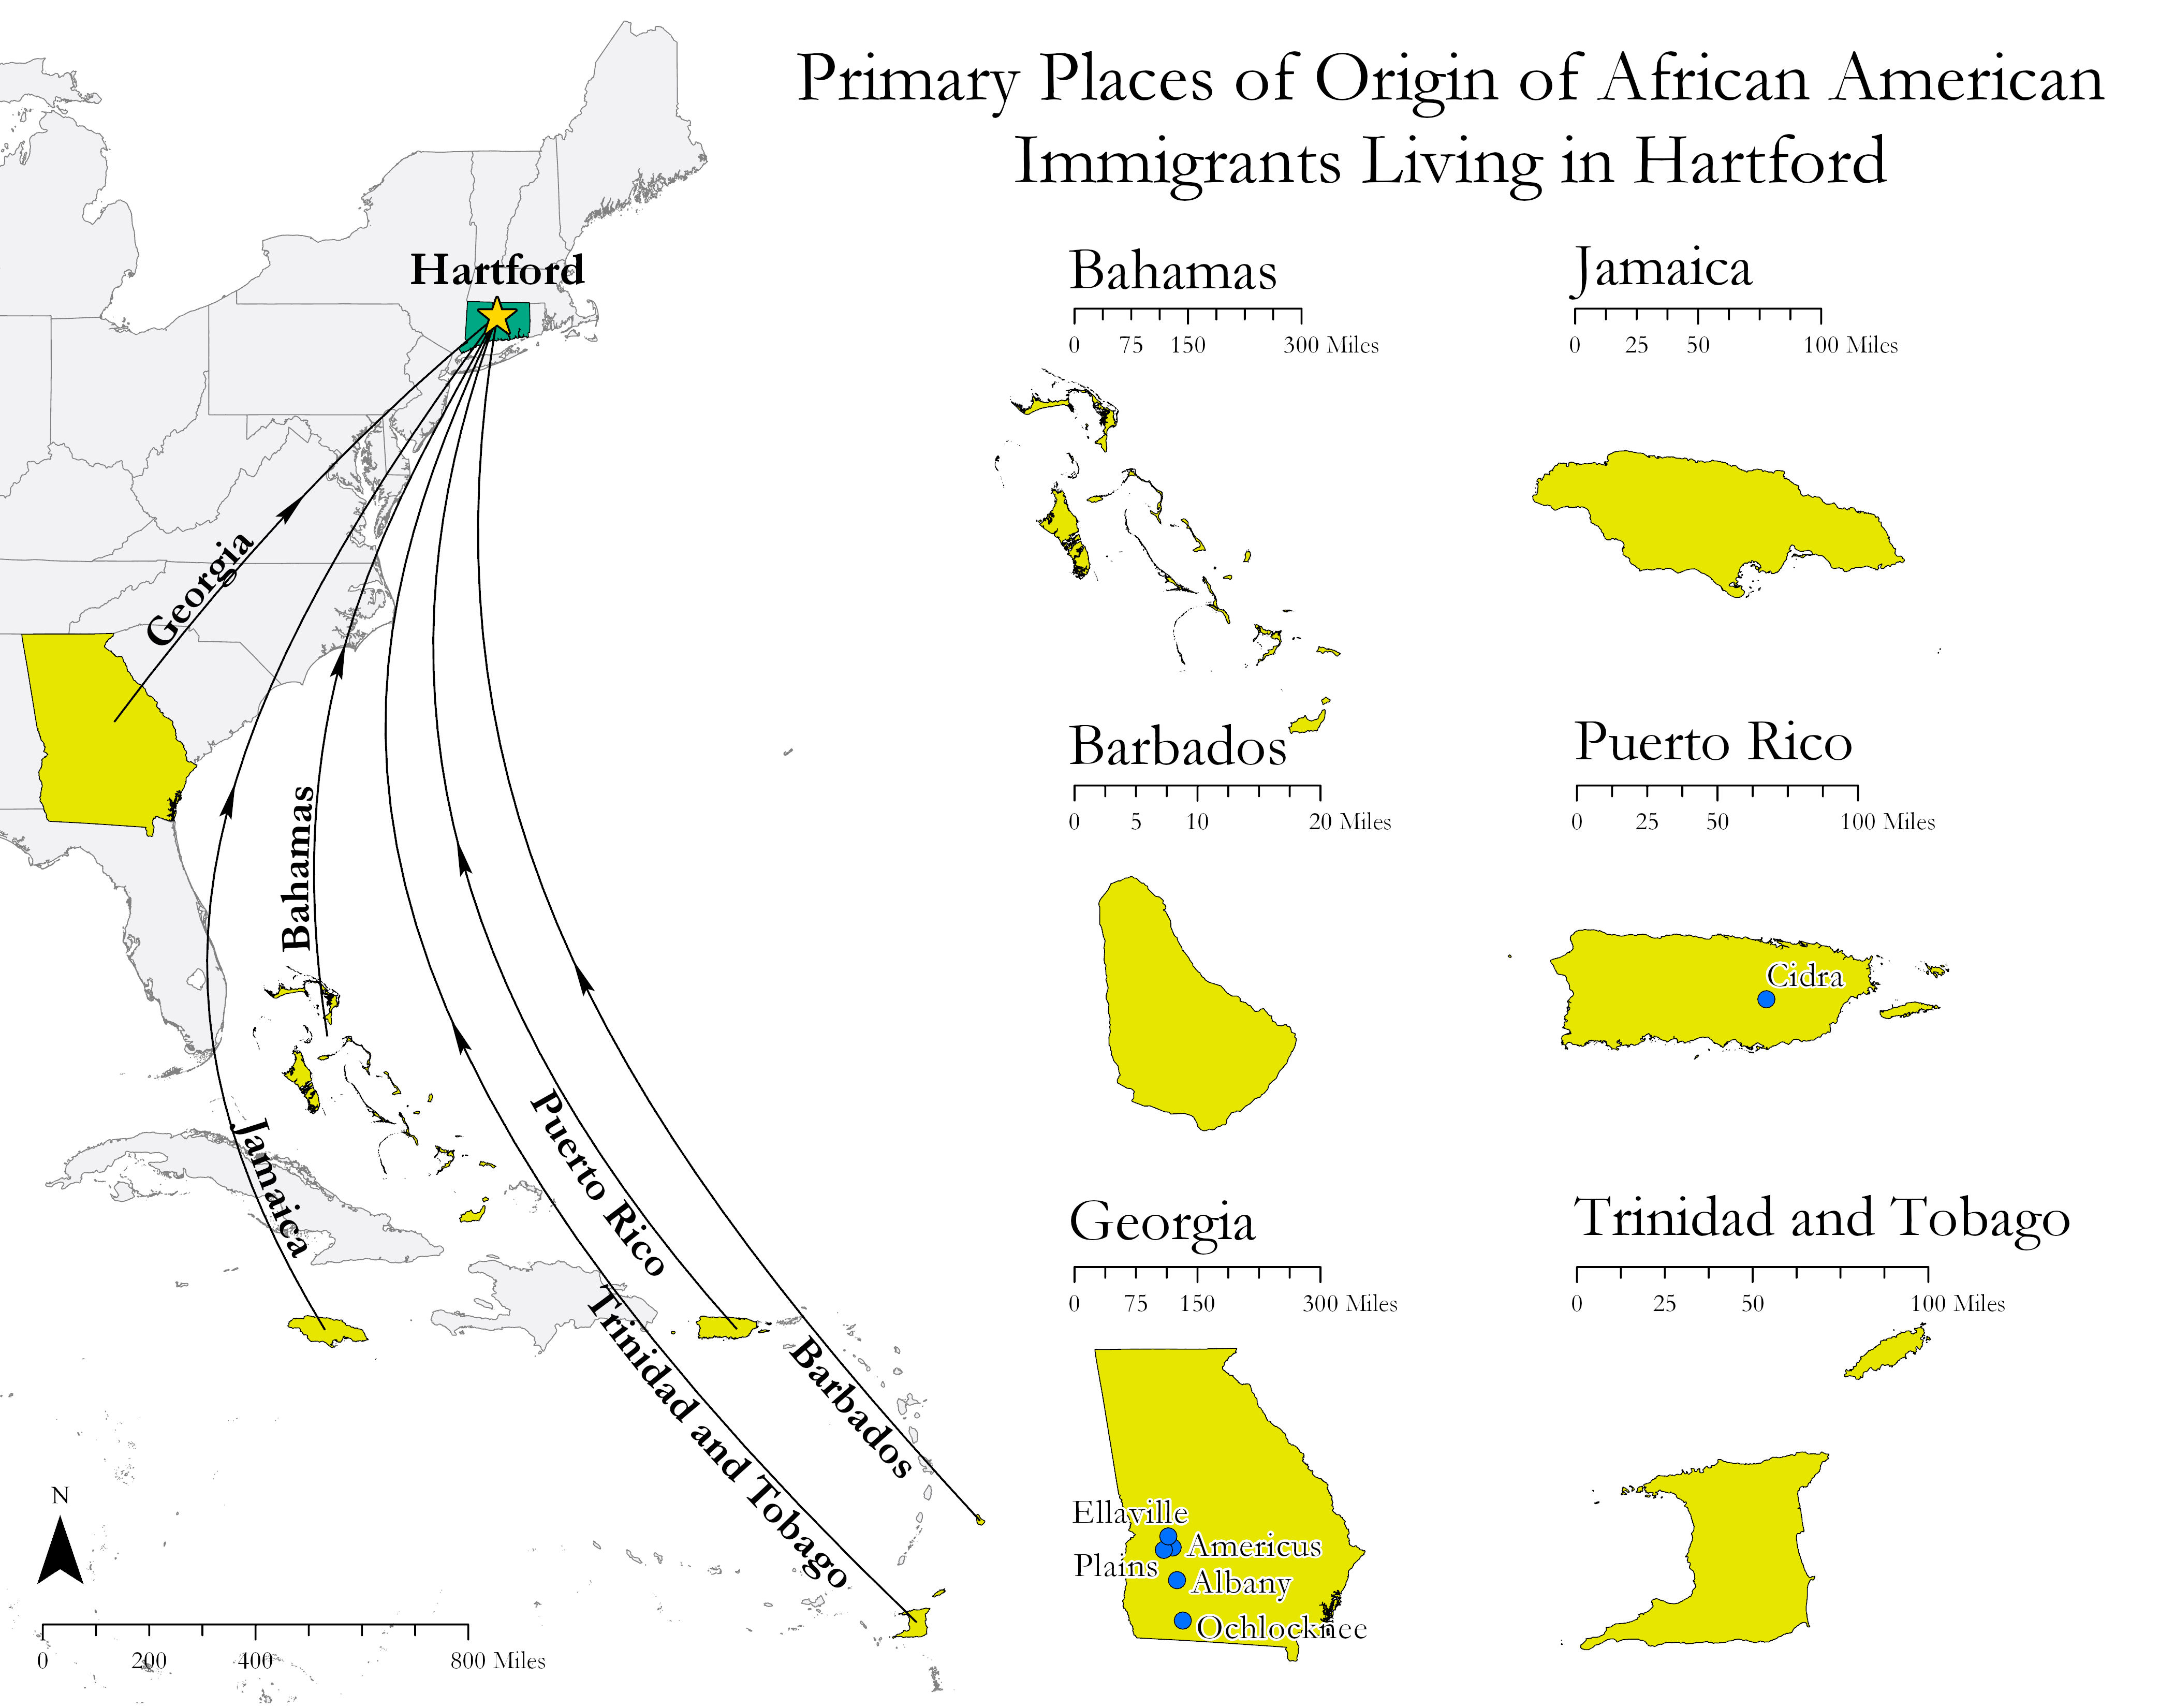 Primary Places of Origin of African American
Immigrants Living in Hartford
Hartford
Georgia
Bahamas
Jamaica
Puerto Rico
Trinidad and Tobago
Barbados
N
0 200 400 800 Miles
Bahamas
0 75 150 300 Miles
Jamaica
0 25 50 100 Miles
Barbados
0 5 10 20 Miles
Puerto Rico
0 25 50 100 Miles
Cidra
Georgia
0 75 150 300 Miles
Ellaville
Americus
Plains
Albany
Ochlocknee
Trinidad and Tobago
0 25 50 100 Miles